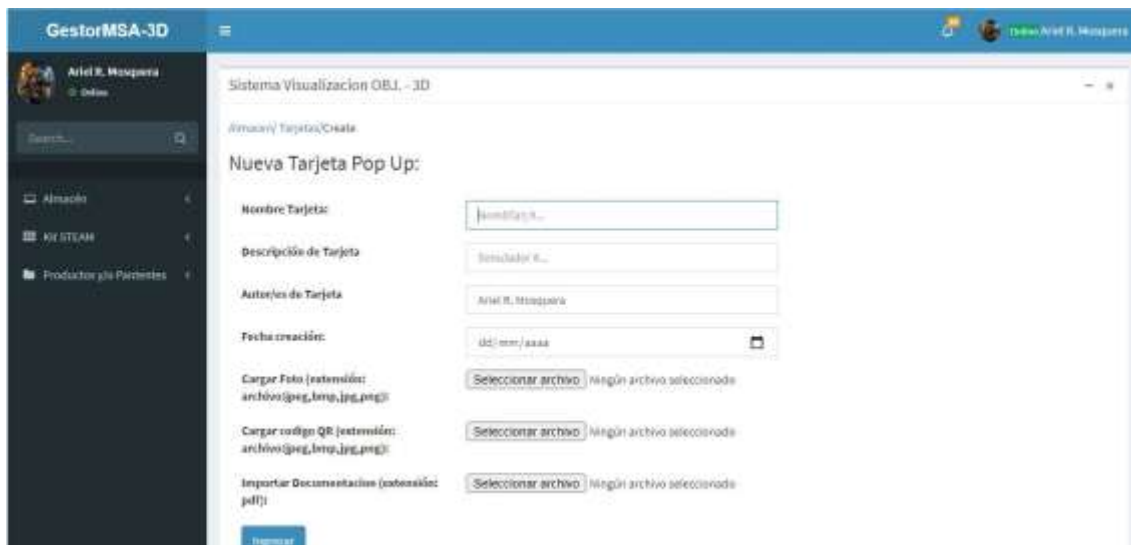 GestorMSA-3D
Online Ariel R. Mosquera
Ariel R. Mosquera
Online
Search...
Almacén
Kit STEAM
Productos y/o Pacientes
Sistema Visualizacion OBJ. - 3D
Almacen/ Tarjetas/Create
Nueva Tarjeta Pop Up:
Nombre Tarjeta:
Descripción de Tarjeta
Simulador R...
Autor/es de Tarjeta
Ariel R. Mosquera
Fecha creación:
dd/mm/aaaa
Cargar Foto (extensión:
archivo(jpeg,bmp,jpg,png)):
Seleccionar archivo Ningún archivo seleccionado
Cargar codigo QR (extensión:
archivo(jpeg,bmp,jpg,png)):
Seleccionar archivo Ningún archivo seleccionado
Importar Documentacion (extensión:
pdf):
Seleccionar archivo Ningún archivo seleccionado
Ingresar